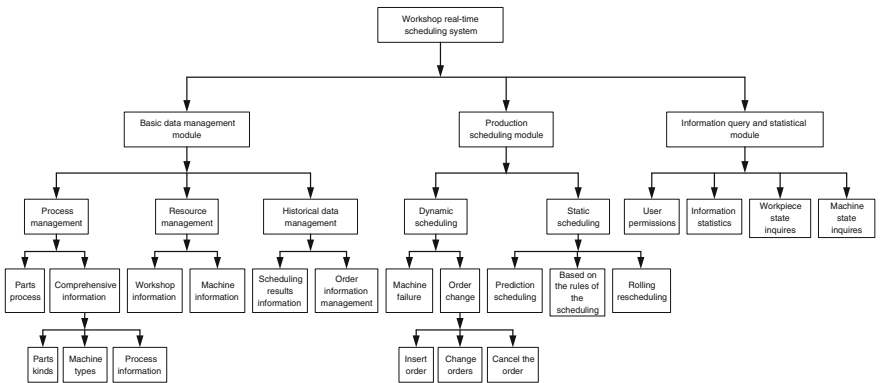 Workshop real-time
scheduling system
Basic data management
module
Production
scheduling module
Information query and statistical
module
Process
management
Resource
management
Historical data
management
Dynamic
scheduling
Static
scheduling
User
permissions
Information
statistics
Workpiece
state
inquires
Machine
state
inquires
Parts
process
Comprehensive
information
Workshop
information
Machine
information
Scheduling
results
information
Order
information
management
Machine
failure
Order
change
Prediction
scheduling
Based on
the rules of
the
scheduling
Rolling
rescheduling
Parts
kinds
Machine
types
Process
information
Insert
order
Change
orders
Cancel the
order